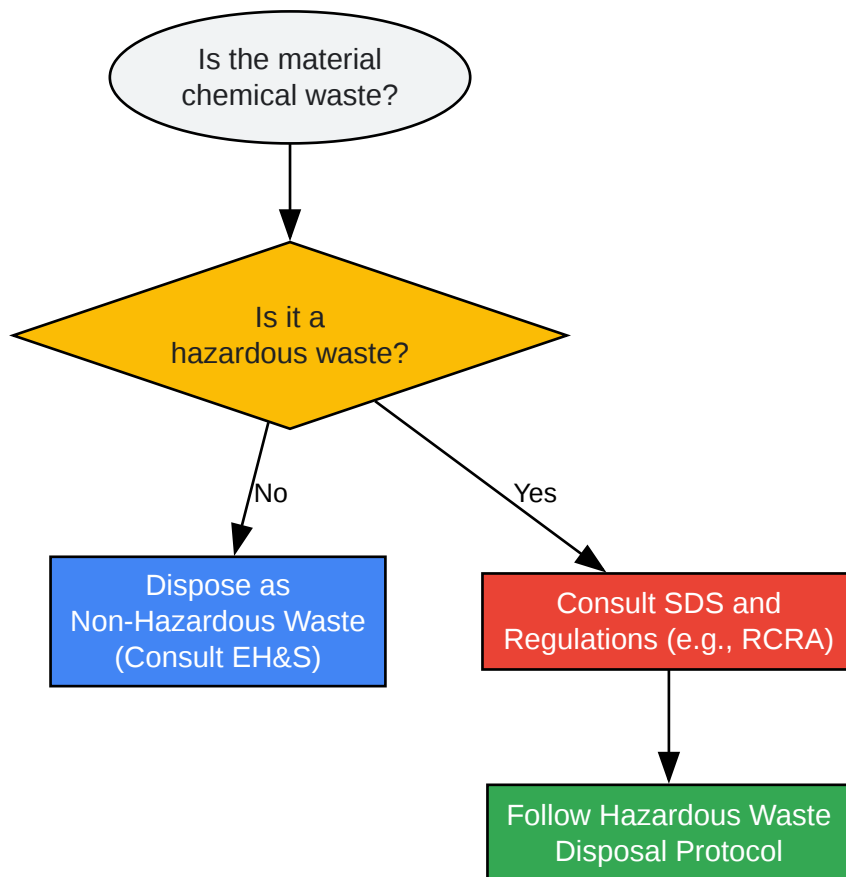 Is the material
chemical waste?
Is it a
hazardous waste?
No
Yes
Dispose as
Non-Hazardous Waste
(Consult EH&S)
Consult SDS and
Regulations (e.g., RCRA)
Follow Hazardous Waste
Disposal Protocol